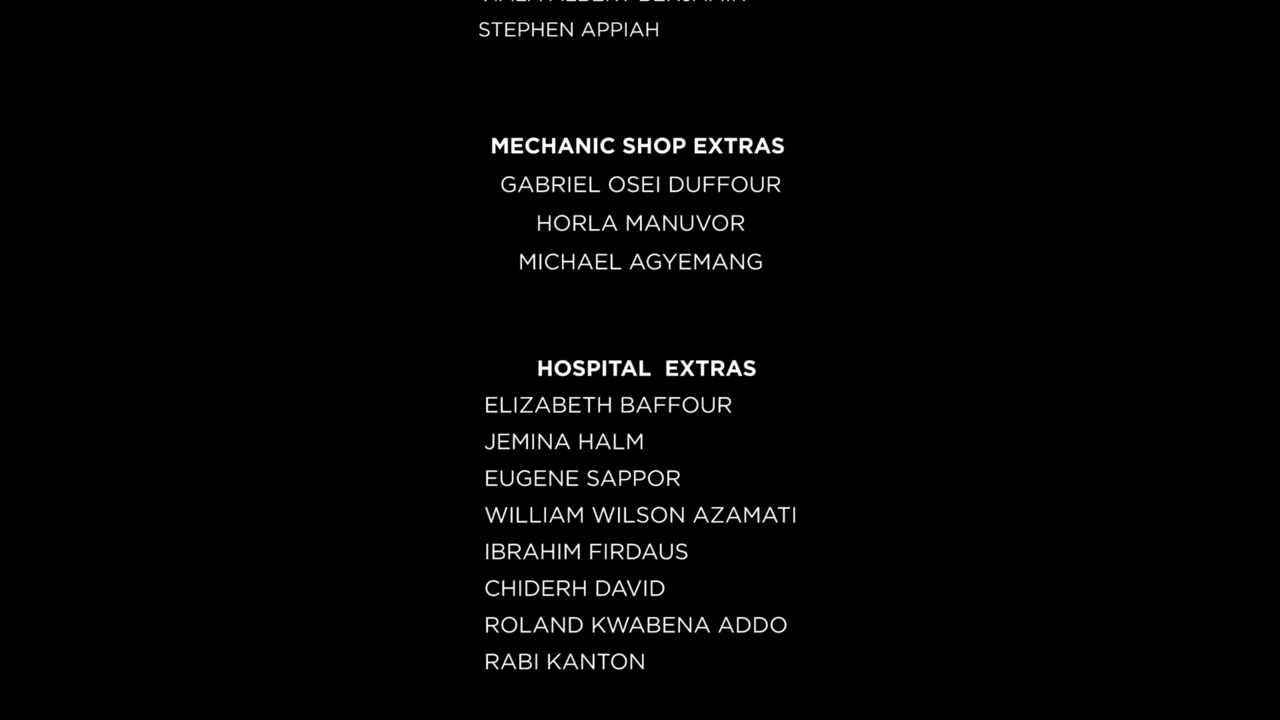 STEPHEN APPIAH
MECHANIC SHOP EXTRAS
GABRIEL OSEI DUFFOUR
HORLA MANUVOR
MICHAEL AGYEMANG
HOSPITAL EXTRAS
ELIZABETH BAFFOUR
JEMINA HALM
EUGENE SAPPOR
WILLIAM WILSON AZAMATI
IBRAHIM FIRDAUS
CHIDERH DAVID
ROLAND KWABENA ADDO
RABI KANTON